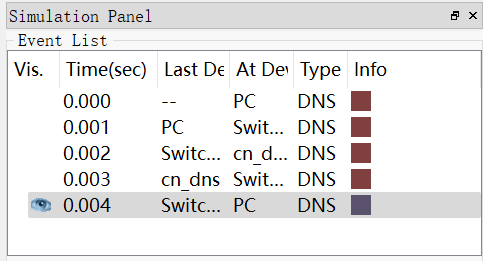 Simulation Panel
Event List
Vis. Time(sec) Last De At Dev Type Info
0.000 -- PC DNS
0.001 PC Swit... DNS
0.002 Switc... cn_d... DNS
0.003 cn_dns Swit... DNS
0.004 Switc... PC DNS